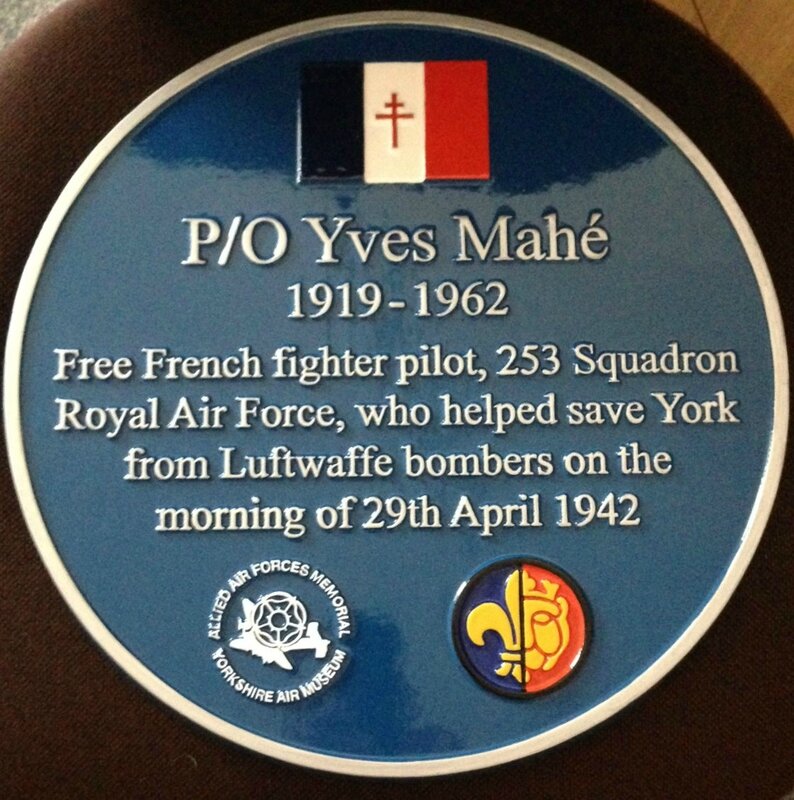 P/O Yves Mahé
1919-1962
Free French fighter pilot, 253 Squadron
Royal Air Force, who helped save York
from Luftwaffe bombers on the
morning of 29th April 1942
ALLIED AIR FORCES MEMORIAL
YORKSHIRE AIR MUSEUM